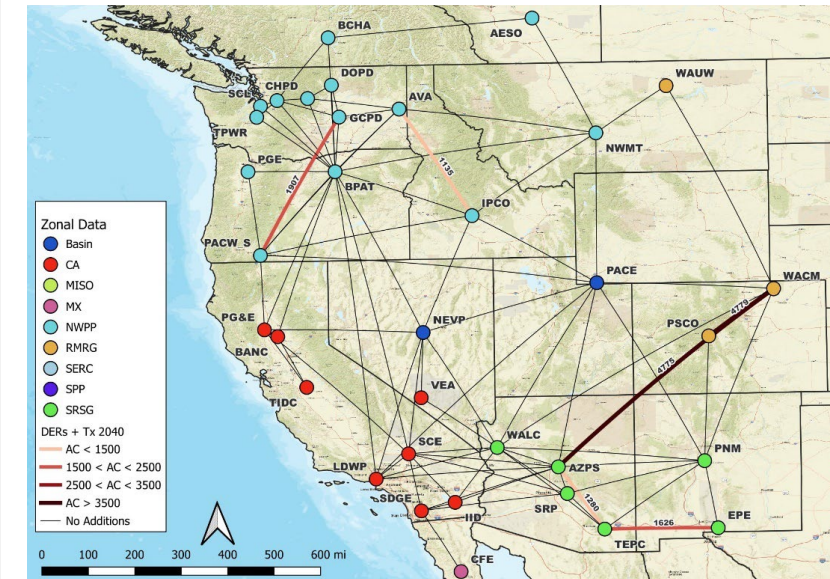 BCHA
AESO
DOPD
CHPD
AVA
WAUW
SCL
GCPD
TPWR
NWMT
PGE
1135
BPAT
1907
IPCO
Zonal Data
Basin
CA
MISO
MX
NWPP
RMRG
SERC
SPP
SRSG
DERs + Tx 2040
AC < 1500
1500 < AC < 2500
2500 < AC < 3500
AC > 3500
No Additions
PACW_S
PACE
WACM
4779
PG&E
NEVP
PSCO
BANC
4775
VEA
TIDC
SCE
WALC
LDWP
AZPS
PNM
SDGE
SRP
1280
IID
1626
EPE
TEPC
CFE
0 100 200 300 400 500 600 mi